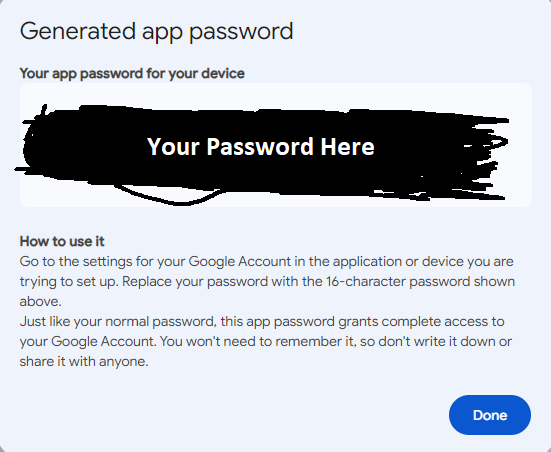 Generated app password
Your app password for your device
Your Password Here
How to use it
Go to the settings for your Google Account in the application or device you are
trying to set up. Replace your password with the 16-character password shown
above.
Just like your normal password, this app password grants complete access to
your Google Account. You won't need to remember it, so don't write it down or
share it with anyone.
Done